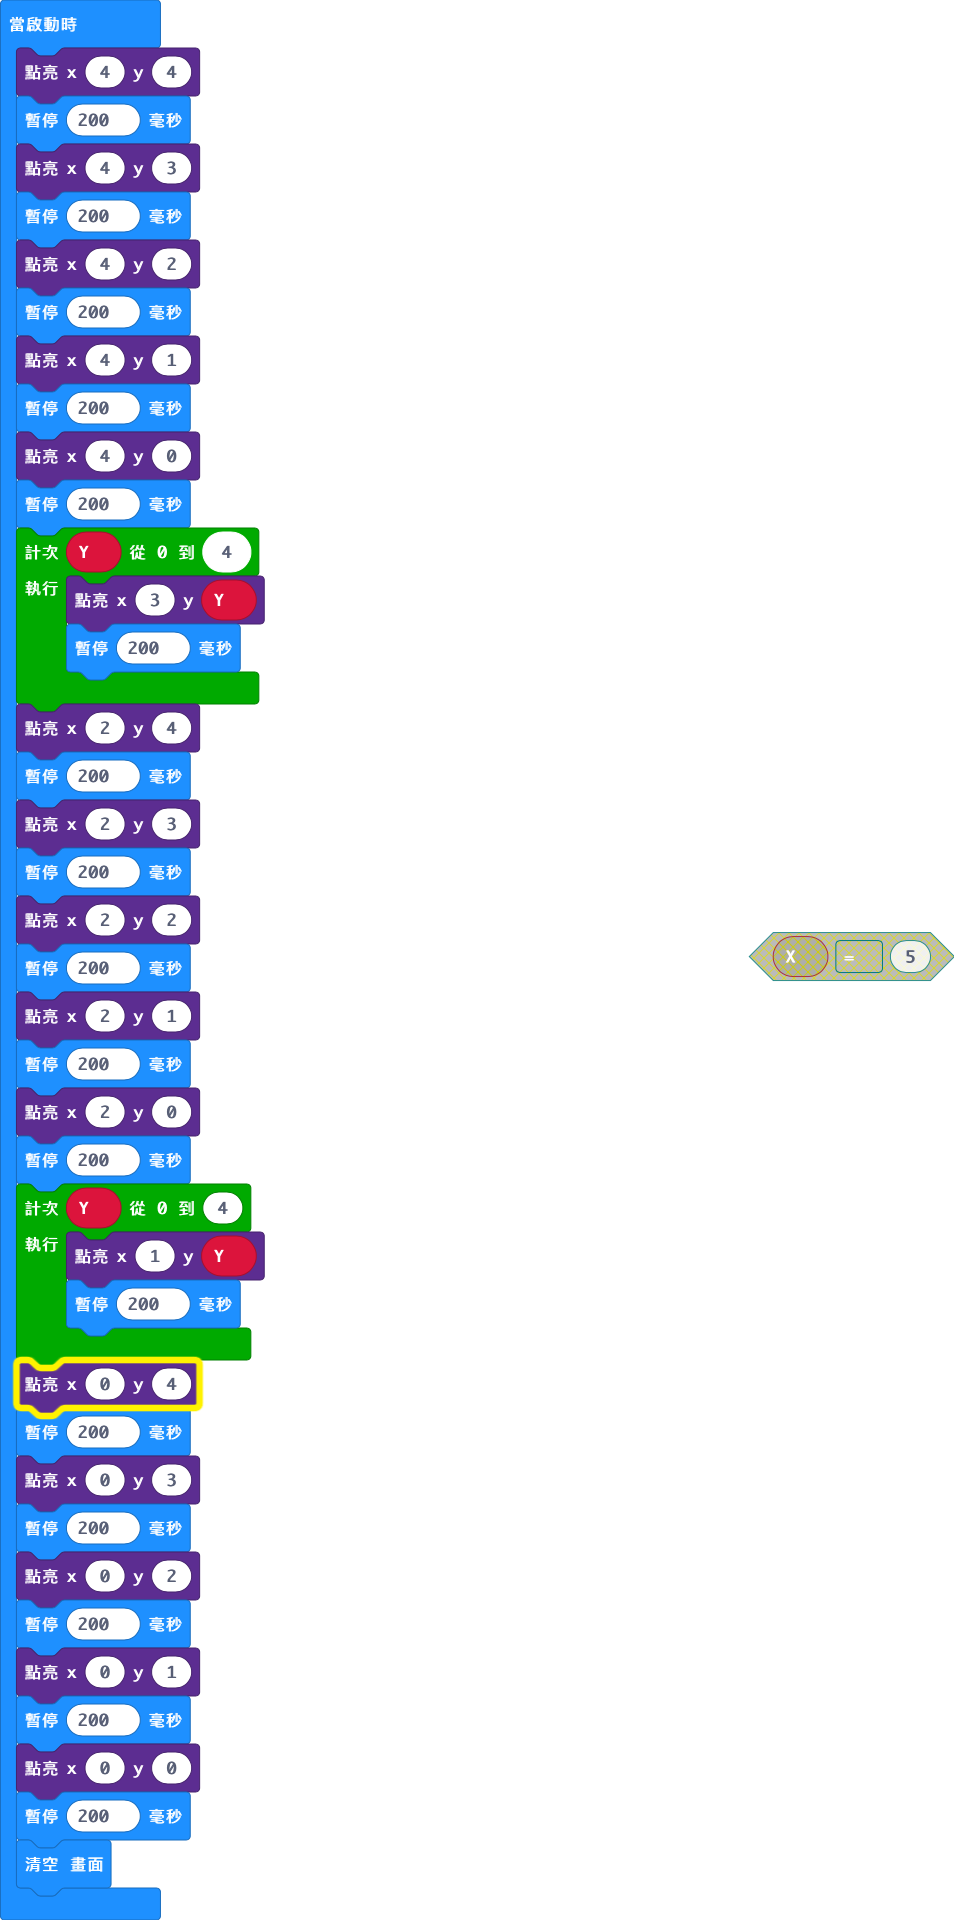 當啟動時
點亮 x 4 y 4
暫停 200 毫秒
點亮 x 4 y 3
暫停 200 毫秒
點亮 x 4 y 2
暫停 200 毫秒
點亮 x 4 y 1
暫停 200 毫秒
點亮 x 4 y 0
暫停 200 毫秒
計次 Y 從 0 到 4
執行
點亮 x 3 y Y
暫停 200 毫秒
點亮 x 2 y 4
暫停 200 毫秒
點亮 x 2 y 3
暫停 200 毫秒
點亮 x 2 y 2
X = 5
暫停 200 毫秒
點亮 x 2 y 1
暫停 200 毫秒
點亮 x 2 y 0
暫停 200 毫秒
計次 Y 從 0 到 4
執行
點亮 x 1 y Y
暫停 200 毫秒
點亮 x 0 y 4
暫停 200 毫秒
點亮 x 0 y 3
暫停 200 毫秒
點亮 x 0 y 2
暫停 200 毫秒
點亮 x 0 y 1
暫停 200 毫秒
點亮 x 0 y 0
暫停 200 毫秒
清空 畫面